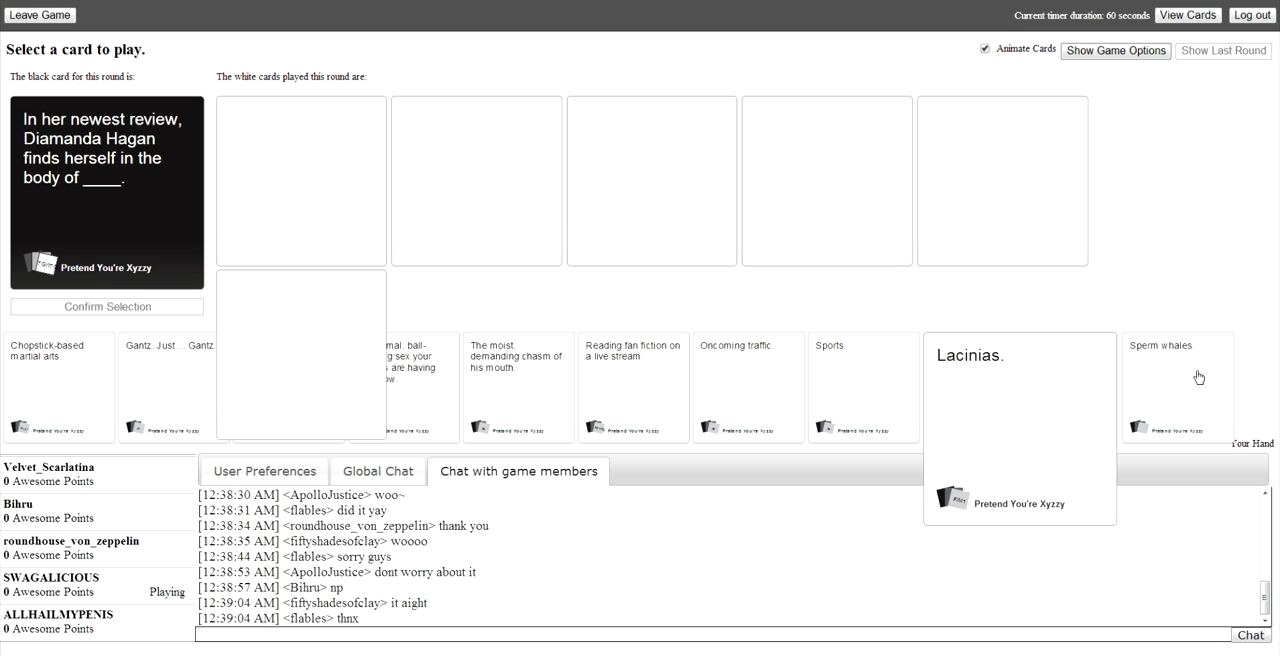 Leave Game
Current timer duration: 60 seconds
View Cards
Log out
Select a card to play.
Animate Cards
Show Game Options
Show Last Round
The black card for this round is:
The white cards played this round are:
In her newest review,
Diamanda Hagan
finds herself in the
body of ____.
Pretend You're Xyzzy
Confirm Selection
Chopstick-based
martial arts
Pretend You're Xyzzy
Gantz. Just... Gantz.
Pretend You're Xyzzy
mal, ball-
g sex your
s are having
ow
Pretend You're Xyzzy
The moist,
demanding chasm of
his mouth.
Pretend You're Xyzzy
Reading fan fiction on
a live stream.
Pretend You're Xyzzy
Oncoming traffic.
Pretend You're Xyzzy
Sports.
Pretend You're Xyzzy
Lacinias.
Pretend You're Xyzzy
Sperm whales.
Pretend You're Xyzzy
Your Hand
Velvet_Scarlatina
0 Awesome Points
Bihru
0 Awesome Points
roundhouse_von_zeppelin
0 Awesome Points
SWAGALICIOUS
0 Awesome Points
Playing
ALLHAILMYPENIS
0 Awesome Points
User Preferences
Global Chat
Chat with game members
[12:38:30 AM] <ApolloJustice> woo~
[12:38:31 AM] <flables> did it yay
[12:38:34 AM] <roundhouse_von_zeppelin> thank you
[12:38:35 AM] <fiftyshadesofclay> woooo
[12:38:44 AM] <flables> sorry guys
[12:38:53 AM] <ApolloJustice> dont worry about it
[12:38:57 AM] <Bihru> np
[12:39:04 AM] <fiftyshadesofclay> it aight
[12:39:04 AM] <flables> thnx
Chat